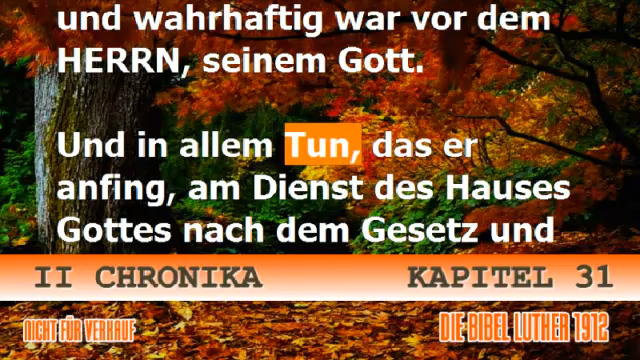 und wahrhaftig war vor dem
HERRN, seinem Gott.
Und in allem Tun, das er
anfing, am Dienst des Hauses
Gottes nach dem Gesetz und
II CHRONIKA KAPITEL 31
NICHT FÜR VERKAUF DIE BIBEL LUTHER 1912